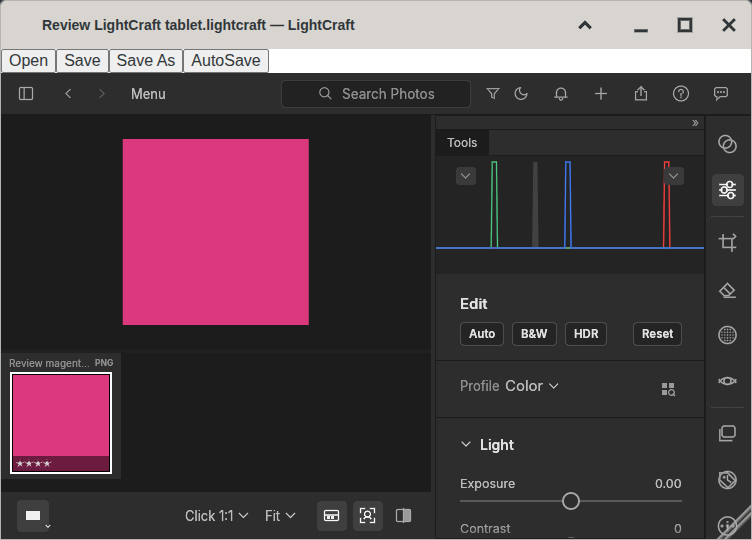 Review LightCraft tablet.lightcraft — LightCraft
Open Save Save As AutoSave
Menu Search Photos
Tools
Edit
Auto B&W HDR Reset
Profile Color
Review magent... PNG
Light
Exposure 0.00
Click 1:1 Fit
Contrast 0